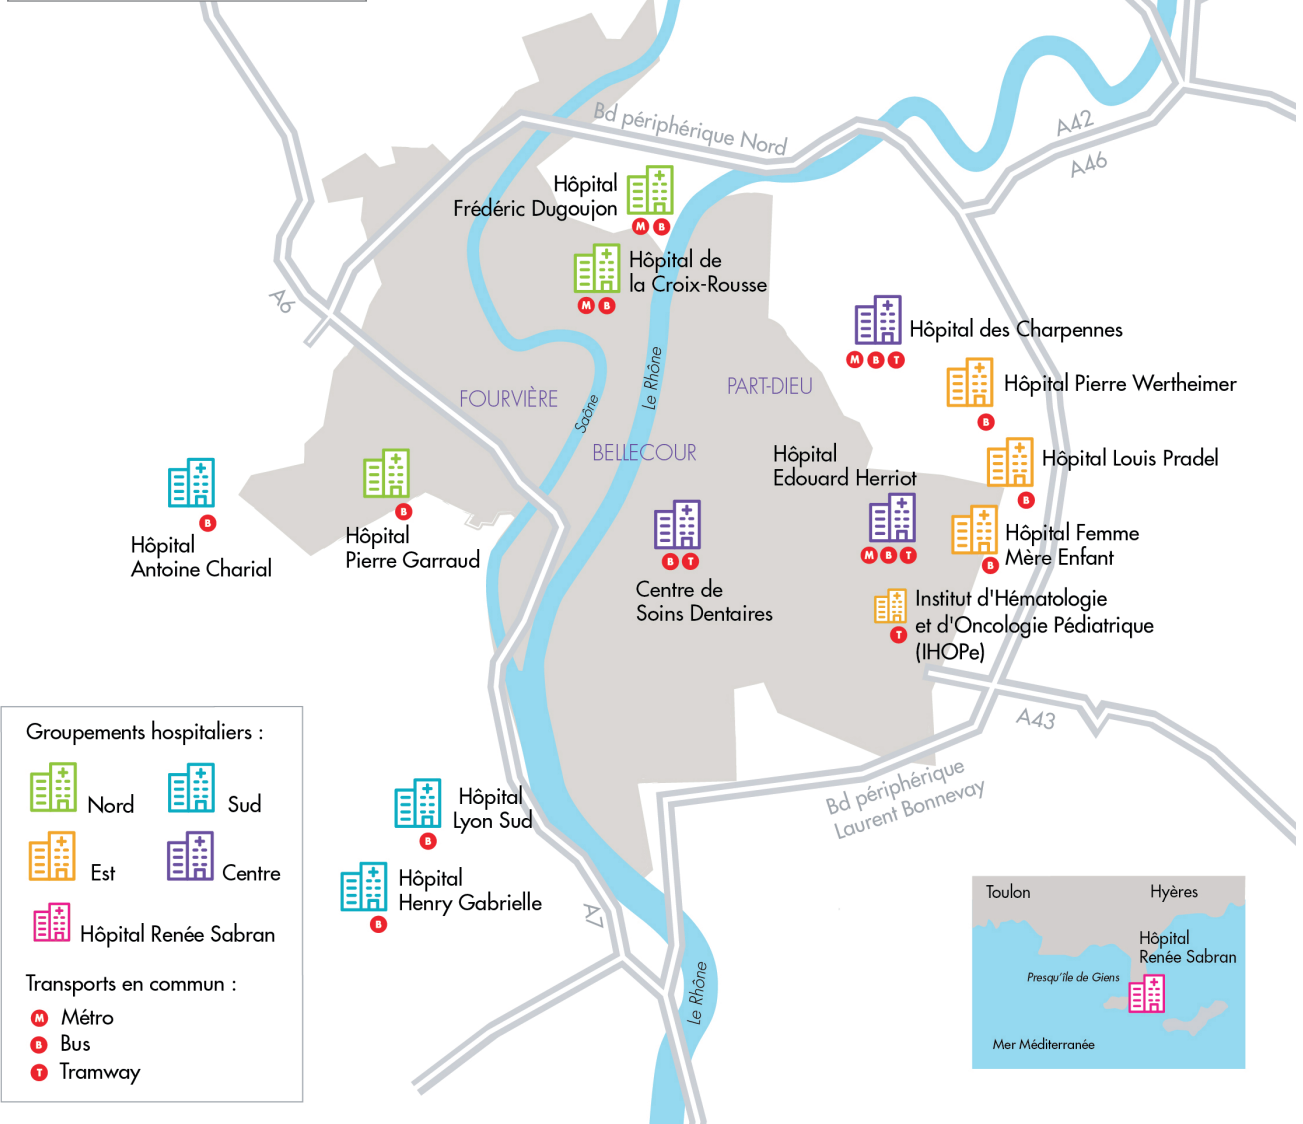 Bd périphérique Nord
A42
A46
Hôpital
Frédéric Dugoujon
M B
Hôpital de
la Croix-Rousse
M B
A6
Hôpital des Charpennes
M B T
Le Rhône
Hôpital Pierre Wertheimer
B
PART-DIEU
FOURVIÈRE
Saône
BELLECOUR
Hôpital
Edouard Herriot
M B T
Hôpital Louis Pradel
B
B
Hôpital
Antoine Charial
B
Hôpital
Pierre Garraud
Hôpital Femme
Mère Enfant
B
B T
Centre de
Soins Dentaires
Institut d'Hématologie
et d'Oncologie Pédiatrique
(IHOPe)
T
A43
Bd périphérique
Laurent Bonnevay
Hôpital
Lyon Sud
B
Hôpital
Henry Gabrielle
B
A7
Le Rhône
Groupements hospitaliers :
Nord
Sud
Est
Centre
Hôpital Renée Sabran
Transports en commun :
M Métro
B Bus
T Tramway
Toulon
Hyères
Hôpital
Renée Sabran
Presqu'île de Giens
Mer Méditerranée